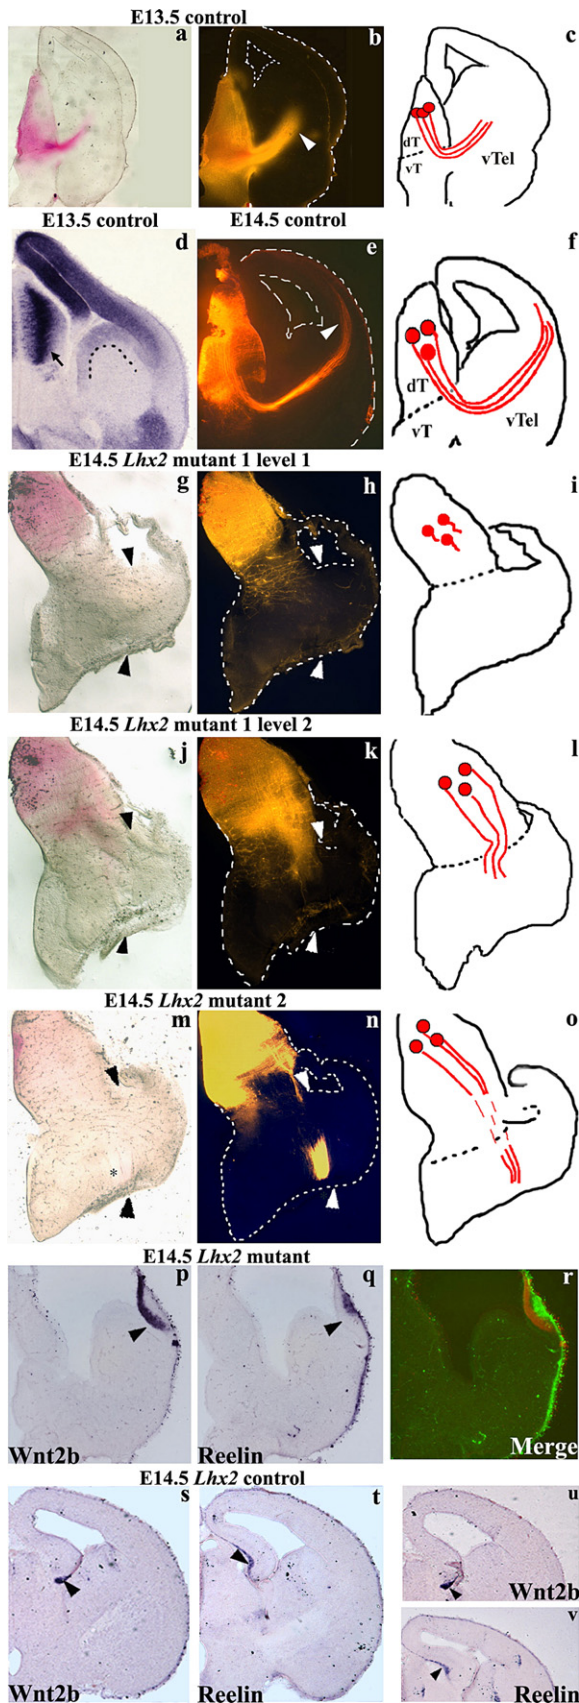 E13.5 control
a b c
dT
vT
vTel
E13.5 control E14.5 control
d e f
dT
vT
vTel
E14.5 Lhx2 mutant 1 level 1
g h i
E14.5 Lhx2 mutant 1 level 2
j k l
E14.5 Lhx2 mutant 2
m n o
*
E14.5 Lhx2 mutant
p q r
Wnt2b Reelin Merge
E14.5 Lhx2 control
s t u
Wnt2b
v
Wnt2b Reelin Reelin